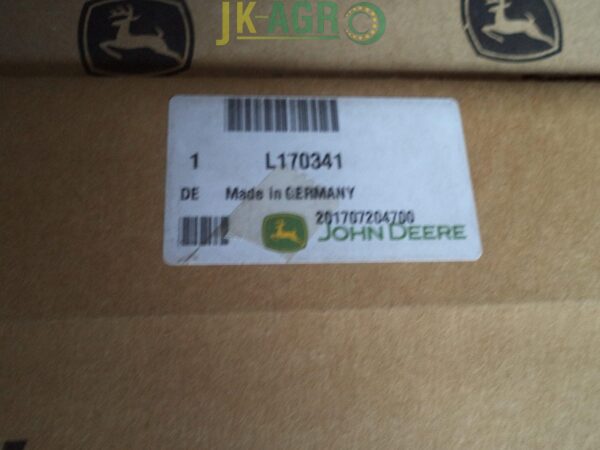 JK-AGRO
1 L170341
DE Made in GERMANY
201707204700
JOHN DEERE